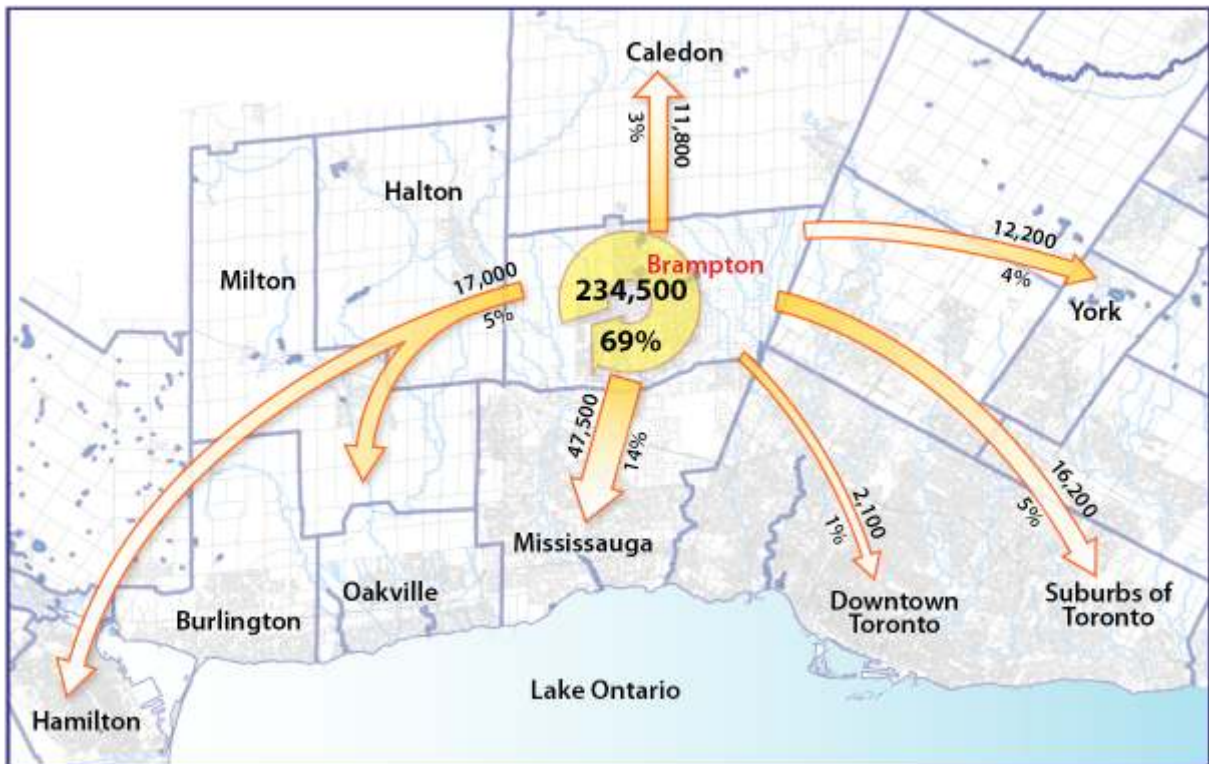 Caledon
3%
11,800
Halton
Milton
17,000
5%
Brampton
234,500
69%
12,200
4%
York
47,500
14%
Mississauga
2,100
1%
16,200
5%
Downtown
Toronto
Suburbs of
Toronto
Oakville
Burlington
Hamilton
Lake Ontario